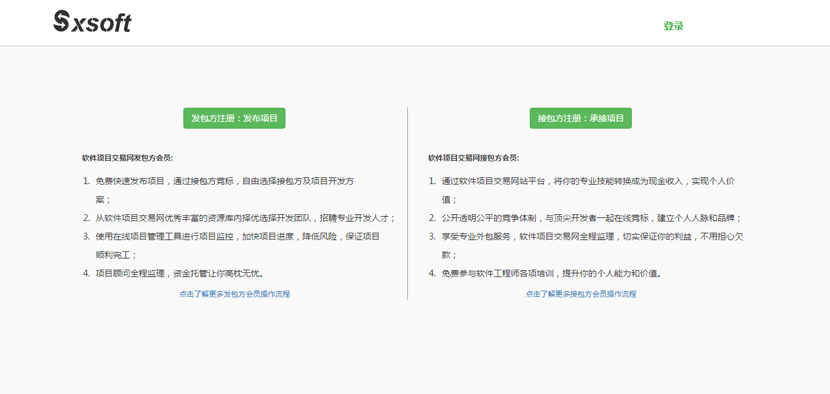 Sxsoft
登录
发包方注册：发布项目
软件项目交易网发包方会员:
1. 免费快速发布项目，通过接包方竞标，自由选择接包方及项目开发方
案；
2. 从软件项目交易网优秀丰富的资源库内择优选择开发团队，招聘专业开发人才；
3. 使用在线项目管理工具进行项目监控，加快项目进度，降低风险，保证项目
顺利完工；
4. 项目顾问全程监理，资金托管让你高枕无忧。
点击了解更多发包方会员操作流程
接包方注册：承接项目
软件项目交易网接包方会员:
1. 通过软件项目交易网站平台，将你的专业技能转换成为现金收入，实现个人价
值；
2. 公开透明公平的竞争体制，与顶尖开发者一起在线竞标，建立个人人脉和品牌；
3. 享受专业外包服务，软件项目交易网全程监理，切实保证你的利益，不用担心欠
款；
4. 免费参与软件工程师各项培训，提升你的个人能力和价值。
点击了解更多接包方会员操作流程